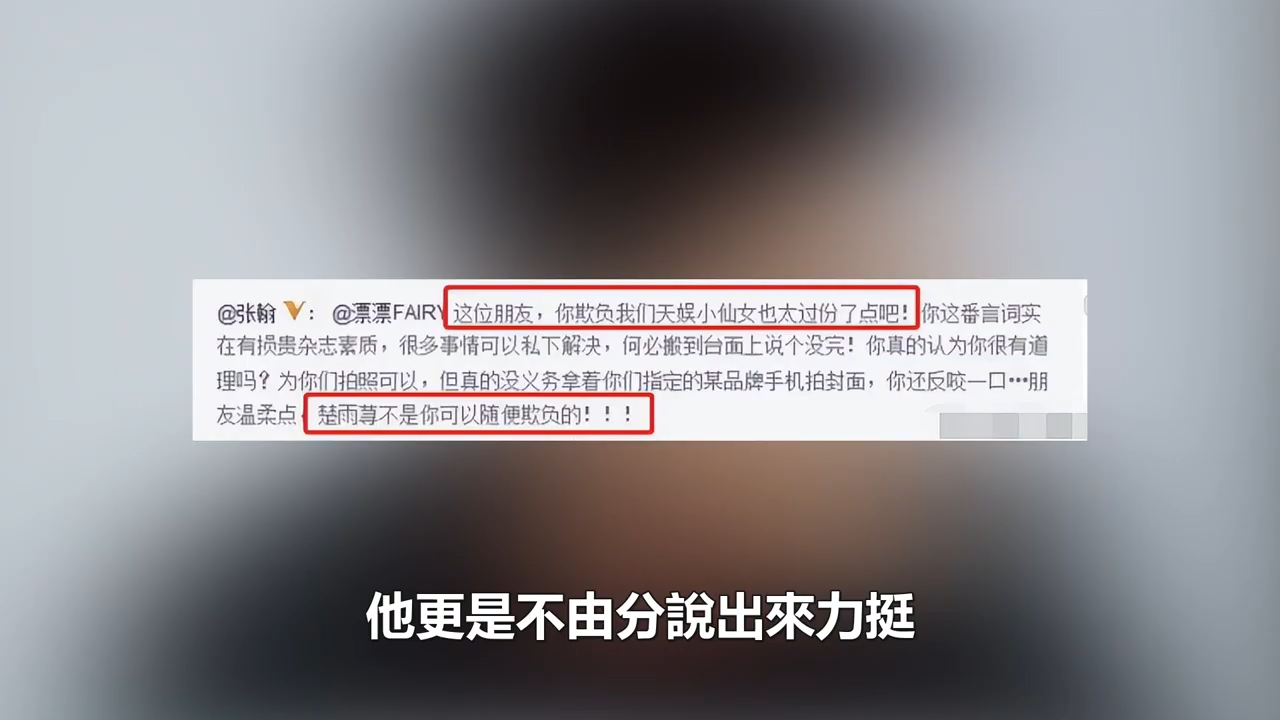 @张翰 V：@漂漂FAIRY 这位朋友，你欺负我们天娱小仙女也太过份了点吧！你这番言词实
在有损贵杂志素质，很多事情可以私下解决，何必搬到台面上说个没完！你真的认为你很有道
理吗？为你们拍照可以，但真的没义务拿着你们指定的某品牌手机拍封面，你还反咬一口…朋
友温柔点，楚雨荨不是你可以随便欺负的！！！
他更是不由分說出來力挺